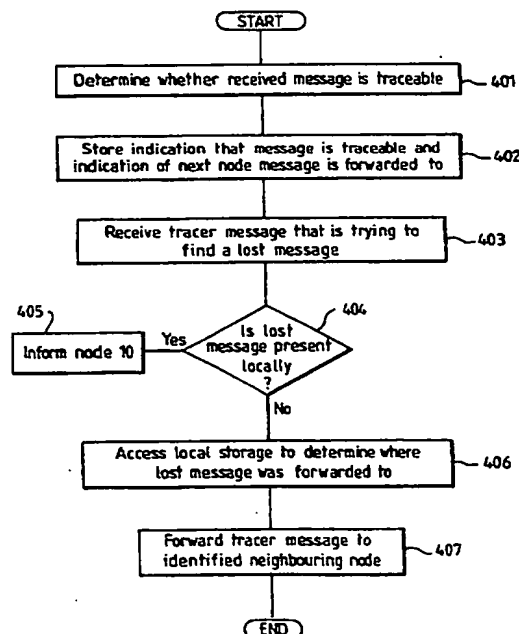 START
Determine whether received message is traceable
401
Store indication that message is traceable and
indication of next node message is forwarded to
402
Receive tracer message that is trying to
find a lost message
403
404
Is lost
message present
locally
?
405
Yes
Inform node 10
No
Access local storage to determine where
lost message was forwarded to
406
Forward tracer message to
identified neighbouring node
407
END